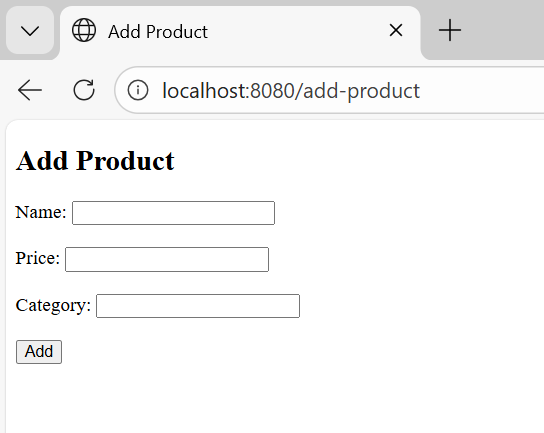 Add Product
localhost:8080/add-product
Add Product
Name:
Price:
Category:
Add